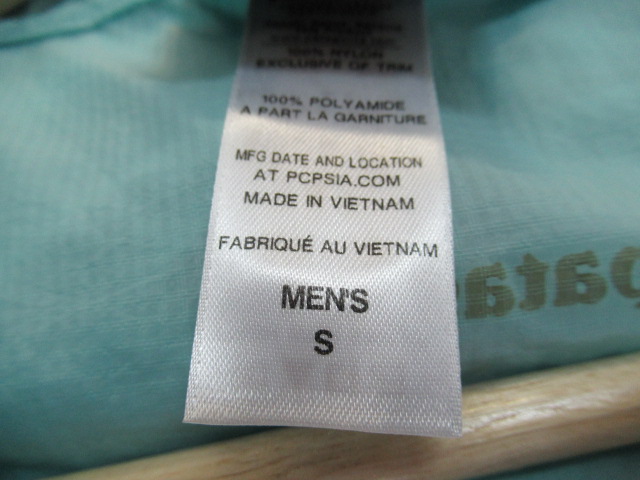 100% NYLON
EXCLUSIVE OF TRIM
100% POLYAMIDE
A PART LA GARNITURE
MFG DATE AND LOCATION
AT PCPSIA.COM
MADE IN VIETNAM
FABRIQUÉ AU VIETNAM
MEN'S
S